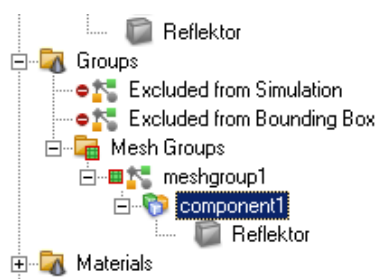 Reflektor
Groups
Excluded from Simulation
Excluded from Bounding Box
Mesh Groups
meshgroup1
component1
Reflektor
Materials